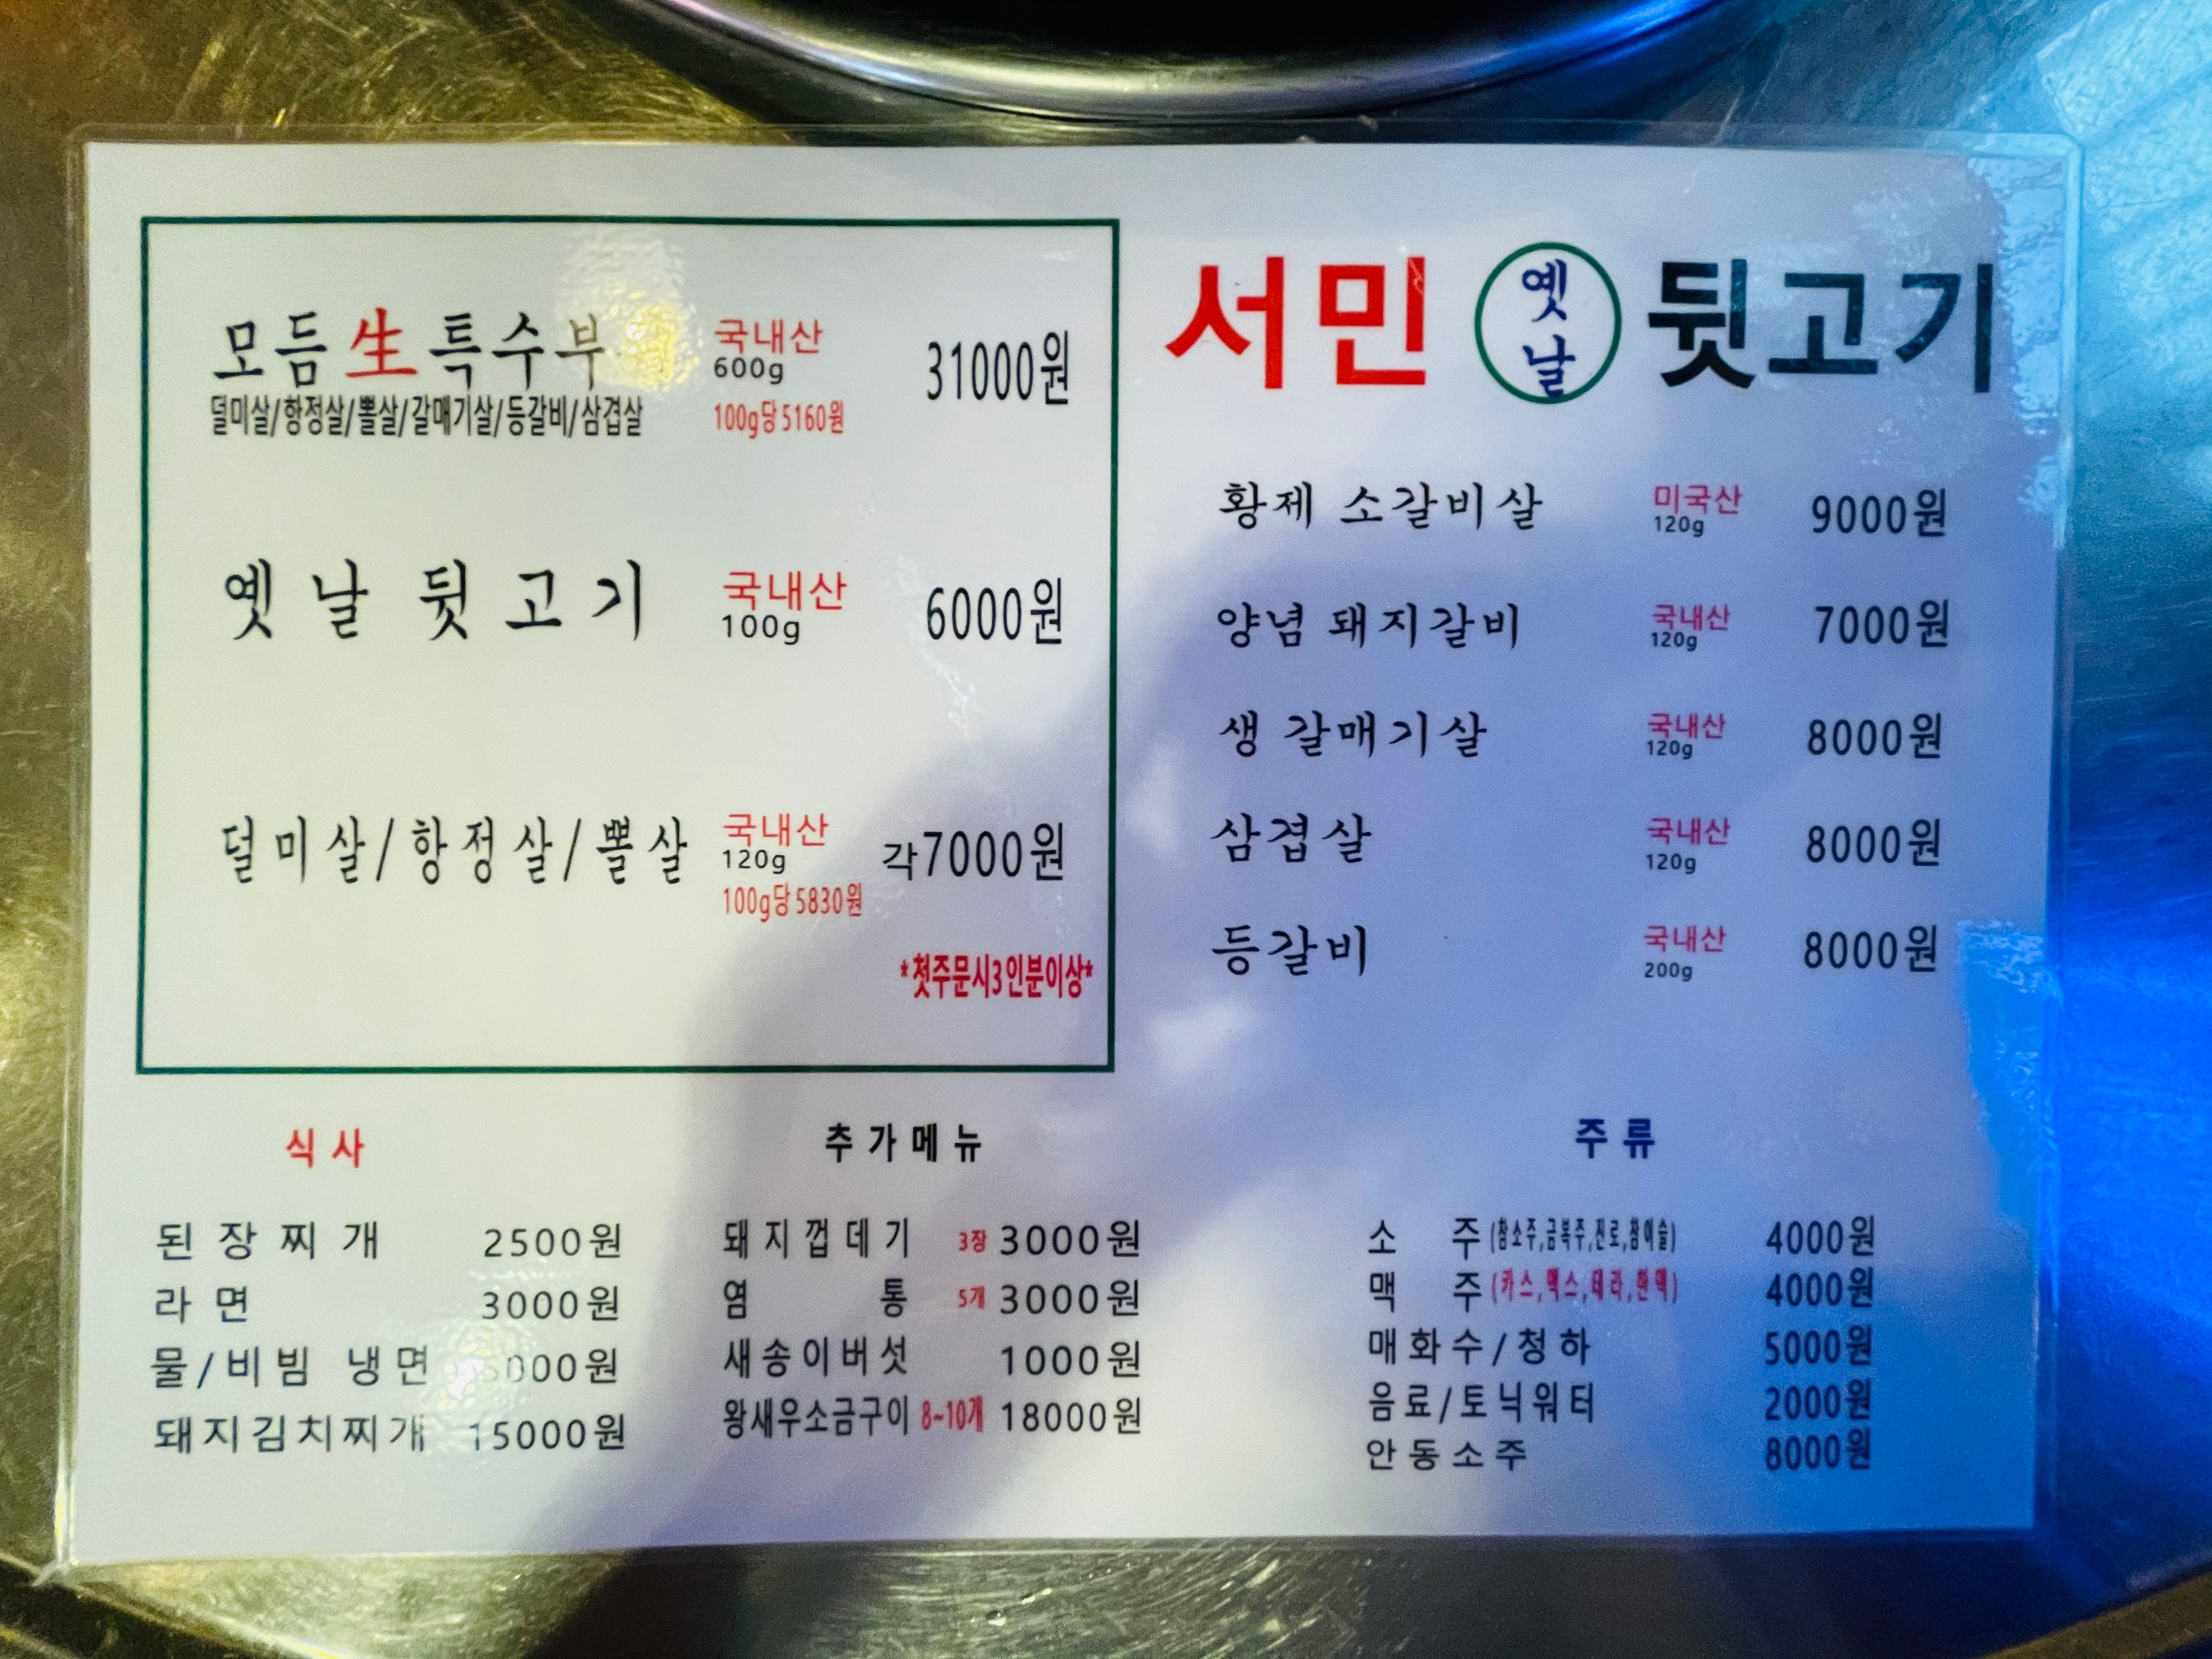 모듬生특수부 국내산 600g 31000원
덜미살/항정살/뽈살/갈매기살/등갈비/삼겹살 100g당 5160원
옛날 뒷고기 국내산 100g 6000원
덜미살/항정살/뽈살 국내산 120g 각7000원
100g당 5830원
*첫주문시3인분이상*
서민 옛날 뒷고기
황제 소갈비살 미국산 120g 9000원
양념 돼지갈비 국내산 120g 7000원
생 갈매기살 국내산 120g 8000원
삼겹살 국내산 120g 8000원
등갈비 국내산 200g 8000원
식사
된장찌개 2500원
라면 3000원
물/비빔 냉면
돼지김치찌개 15000원
추가메뉴
돼지껍데기 3장 3000원
염통 5개 3000원
새송이버섯 1000원
왕새우소금구이 8~10개 18000원
주류
소주(참소주,금복주,진로,참이슬) 4000원
맥주(카스,맥스,테라,한맥) 4000원
매화수/청하 5000원
음료/토닉워터 2000원
안동소주 8000원